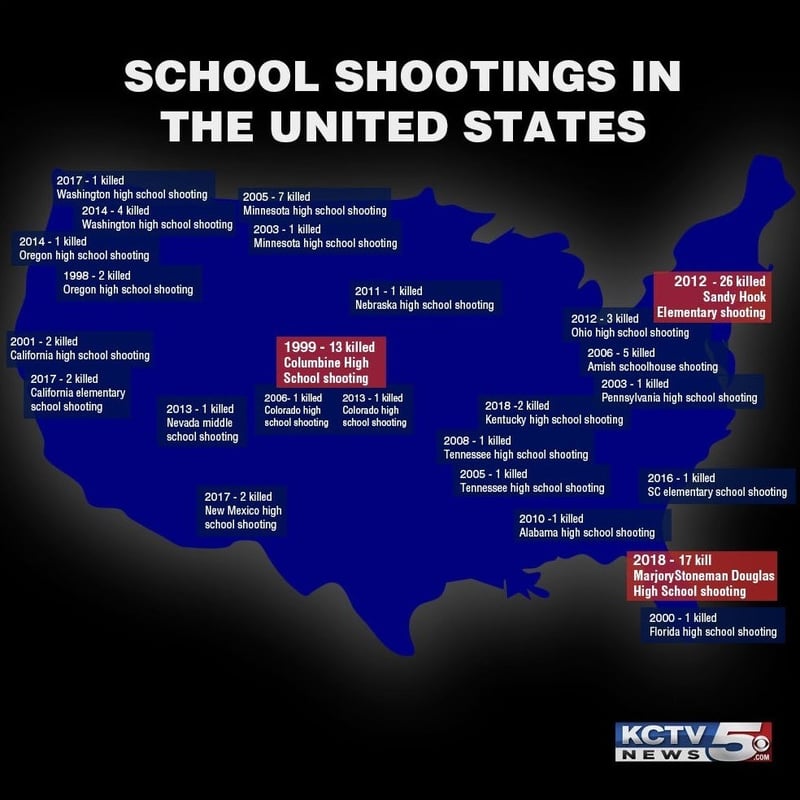 SCHOOL SHOOTINGS IN
THE UNITED STATES
2017 - 1 killed
Washington high school shooting
2014 - 4 killed
Washington high school shooting
2014 - 1 killed
Oregon high school shooting
1998 - 2 killed
Oregon high school shooting
2005 - 7 killed
Minnesota high school shooting
2003 - 1 killed
Minnesota high school shooting
2011 - 1 killed
Nebraska high school shooting
2012 - 26 killed
Sandy Hook
Elementary shooting
2012 - 3 killed
Ohio high school shooting
2006 - 5 killed
Amish schoolhouse shooting
2003 - 1 killed
Pennsylvania high school shooting
2001 - 2 killed
California high school shooting
2017 - 2 killed
California elementary
school shooting
1999 - 13 killed
Columbine High
School shooting
2006- 1 killed
Colorado high
school shooting
2013 - 1 killed
Colorado high
school shooting
2013 - 1 killed
Nevada middle
school shooting
2018 -2 killed
Kentucky high school shooting
2008 - 1 killed
Tennessee high school shooting
2005 - 1 killed
Tennessee high school shooting
2016 - 1 killed
SC elementary school shooting
2017 - 2 killed
New Mexico high
school shooting
2010 -1 killed
Alabama high school shooting
2018 - 17 kill
MarjoryStoneman Douglas
High School shooting
2000 - 1 killed
Florida high school shooting
KCTV 5
NEWS .COM